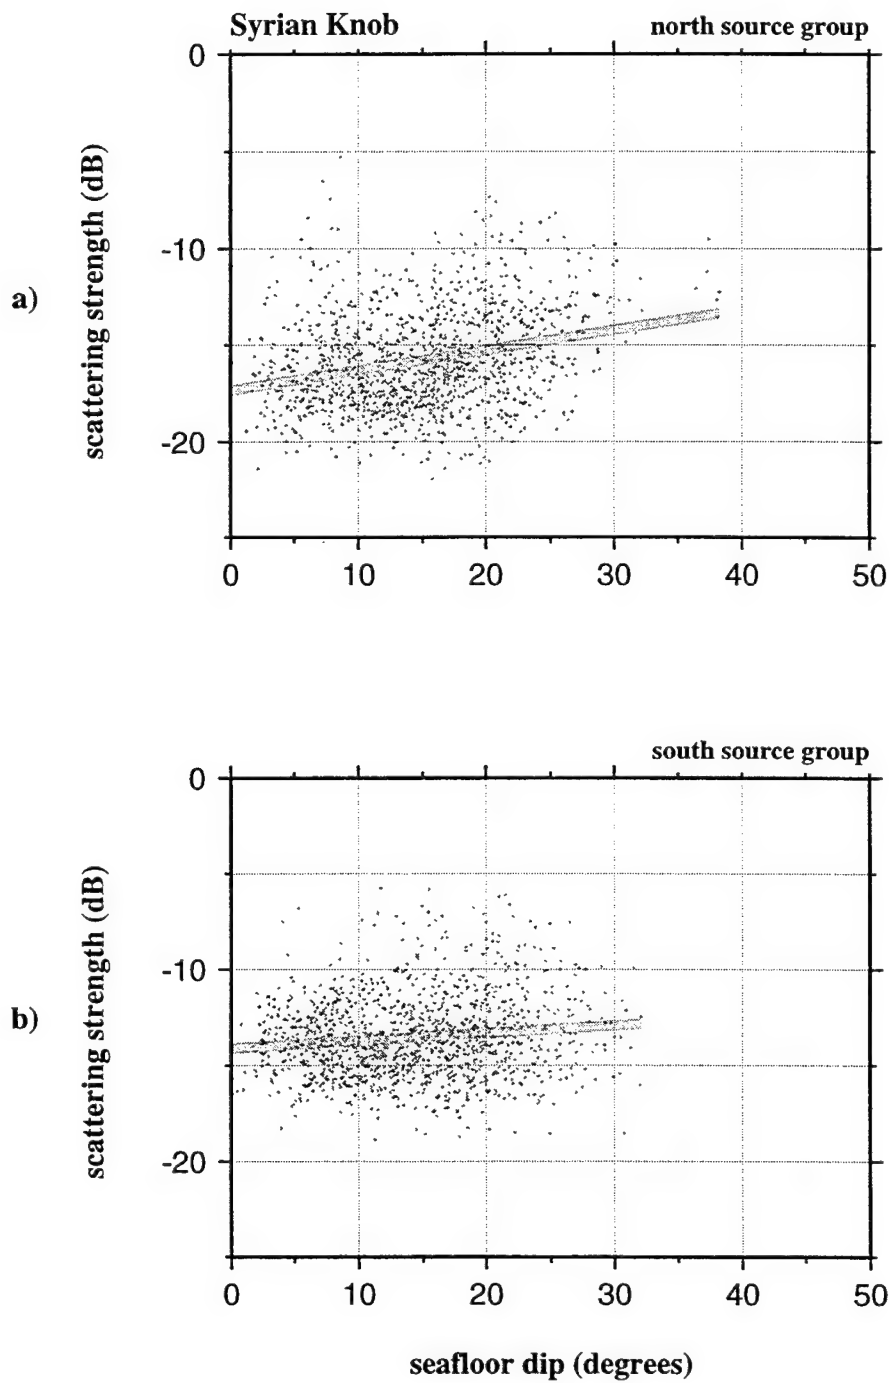 Syrian Knob north source group
0
-10
-20
scattering strength (dB)
a)
0 10 20 30 40 50
south source group
0
-10
-20
scattering strength (dB)
b)
0 10 20 30 40 50
seafloor dip (degrees)